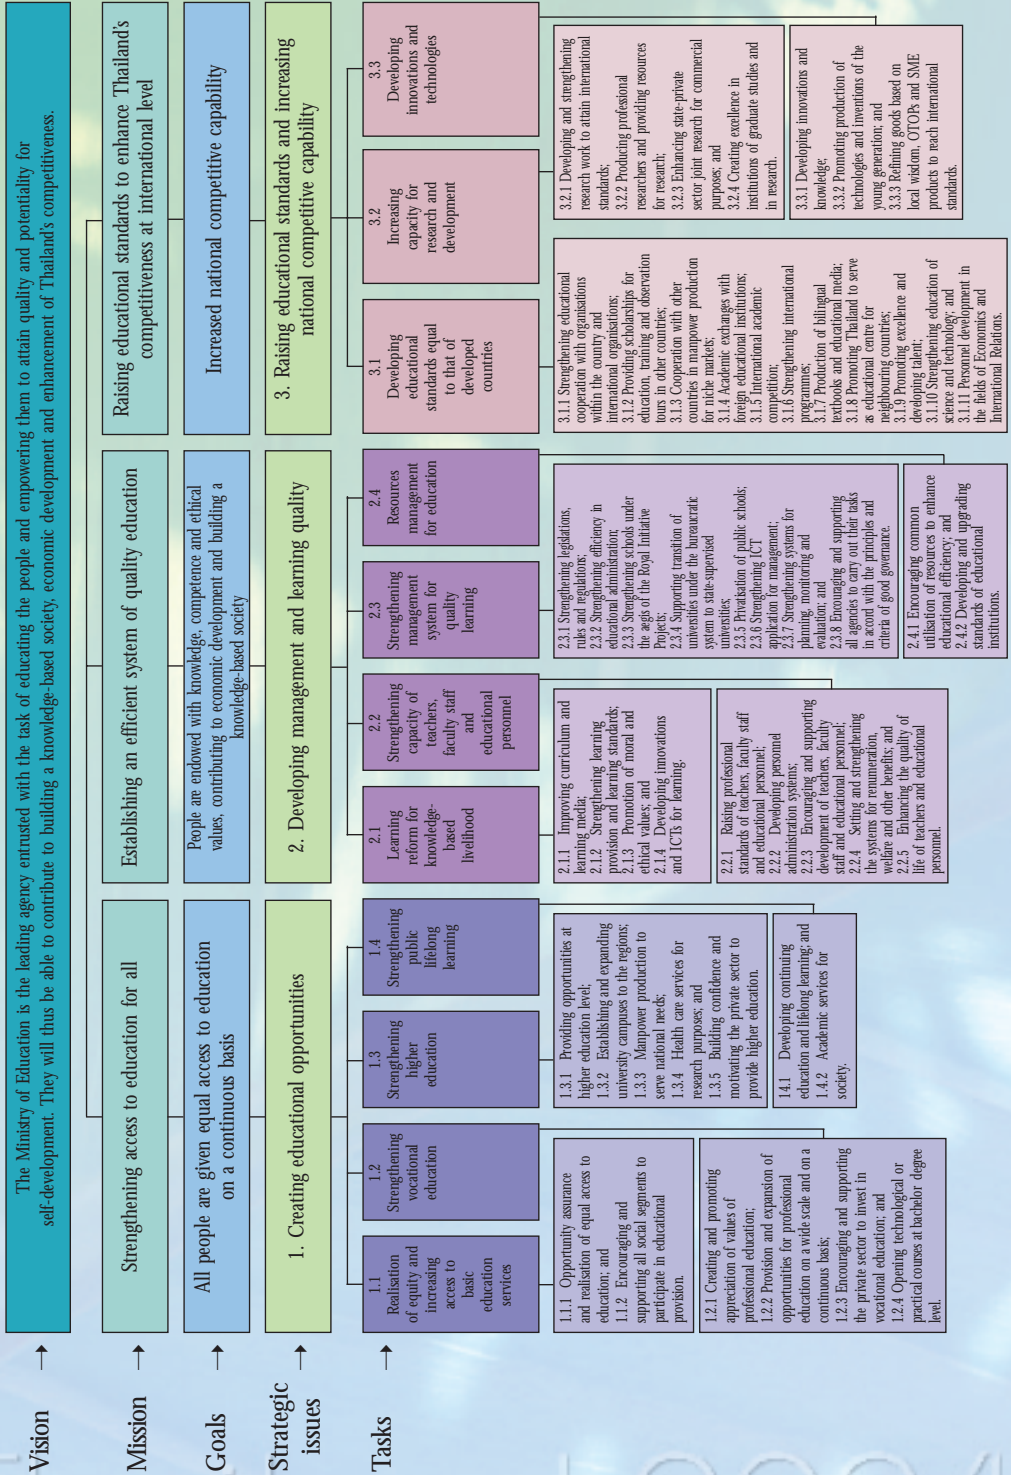 Vision →
The Ministry of Education is the leading agency entrusted with the task of educating the people and empowering them to attain quality and potentiality for
self-development. They will thus be able to contribute to building a knowledge-based society, economic development and enhancement of Thailand's competitiveness.
Mission →
Strengthening access to education for all
Establishing an efficient system of quality education
Raising educational standards to enhance Thailand's
competitiveness at international level
Goals →
All people are given equal access to education
on a continuous basis
People are endowed with knowledge, competence and ethical
values, contributing to economic development and building a
knowledge-based society
Increased national competitive capability
Strategic
issues →
1. Creating educational opportunities
2. Developing management and learning quality
3. Raising educational standards and increasing
national competitive capability
Tasks →
1.1
Realisation
of equity and
increasing
access to
basic
education
services
1.2
Strengthening
vocational
education
1.3
Strengthening
higher
education
1.4
Strengthening
public
lifelong
learning
2.1
Learning
reform for
knowledge-
based
livelihood
2.2
Strengthening
capacity of
teachers,
faculty staff
and
educational
personnel
2.3
Strengthening
management
system for
quality
learning
2.4
Resources
management
for education
3.1
Developing
educational
standards equal
to that of
developed
countries
3.2
Increasing
capacity for
research and
development
3.3
Developing
innovations and
technologies
1.1.1 Opportunity assurance
and realisation of equal access to
education; and
1.1.2 Encouraging and
supporting all social segments to
participate in educational
provision.
1.2.1 Creating and promoting
appreciation of values of
professional education;
1.2.2 Provision and expansion of
opportunities for professional
education on a wide scale and on a
continuous basis;
1.2.3 Encouraging and supporting
the private sector to invest in
vocational education; and
1.2.4 Opening technological or
practical courses at bachelor degree
level.
1.3.1 Providing opportunities at
higher education level;
1.3.2 Establishing and expanding
university campuses to the regions;
1.3.3 Manpower production to
serve national needs;
1.3.4 Health care services for
research purposes; and
1.3.5 Building confidence and
motivating the private sector to
provide higher education.
14.1 Developing continuing
education and lifelong learning; and
1.4.2 Academic services for
society.
2.1.1 Improving curriculum and
learning media;
2.1.2 Strengthening learning
provision and learning standards;
2.1.3 Promotion of moral and
ethical values; and
2.1.4 Developing innovations
and ICTs for learning.
2.2.1 Raising professional
standards of teachers, faculty staff
and educational personnel;
2.2.2 Developing personnel
administration systems;
2.2.3 Encouraging and supporting
development of teachers, faculty
staff and educational personnel;
2.2.4 Setting and strengthening
the systems for renumeration,
welfare and other benefits; and
2.2.5 Enhancing the quality of
life of teachers and educational
personnel.
2.3.1 Strengthening legislations,
rules and regulations;
2.3.2 Strengthening efficiency in
educational administration;
2.3.3 Strengthening schools under
the aegis of the Royal Initiative
Projects;
2.3.4 Supporting transition of
universities under the bureaucratic
system to state-supervised
universities;
2.3.5 Privatisation of public schools;
2.3.6 Strengthening ICT
application for management;
2.3.7 Strengthening systems for
planning, monitoring and
evaluation; and
2.3.8 Encouraging and supporting
all agencies to carry out their tasks
in accord with the principles and
criteria of good governance.
2.4.1 Encouraging common
utilisation of resources to enhance
educational efficiency; and
2.4.2 Developing and upgrading
standards of educational
institutions.
3.1.1 Strengthening educational
cooperation with organisations
within the country and
international organisations;
3.1.2 Providing scholarships for
education, training and observation
tours in other countries;
3.1.3 Cooperation with other
countries in manpower production
for niche markets;
3.1.4 Academic exchanges with
foreign educational institutions;
3.1.5 International academic
competition;
3.1.6 Strengthening international
programmes;
3.1.7 Production of bilingual
textbooks and educational media;
3.1.8 Promoting Thailand to serve
as educational centre for
neighbouring countries;
3.1.9 Promoting excellence and
developing talent;
3.1.10 Strengthening education of
science and technology; and
3.1.11 Personnel development in
the fields of Economics and
International Relations.
3.2.1 Developing and strengthening
research work to attain international
standards;
3.2.2 Producing professional
researchers and providing resources
for research;
3.2.3 Enhancing state-private
sector joint research for commercial
purposes; and
3.2.4 Creating excellence in
institutions of graduate studies and
in research.
3.3.1 Developing innovations and
knowledge;
3.3.2 Promoting production of
technologies and inventions of the
young generation; and
3.3.3 Refining goods based on
local wisdom, OTOPs and SME
products to reach international
standards.